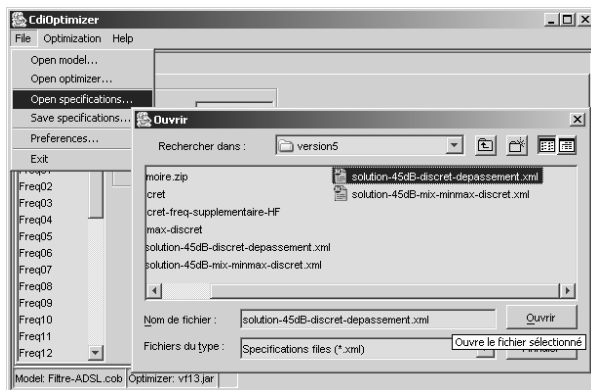 CdiOptimizer
File Optimization Help
Open model...
Open optimizer...
Open specifications...
Save specifications...
Preferences...
Exit
Ouvrir
Rechercher dans : version5
moire.zip
cret
cret-freq-supplementaire-HF
max-discret
solution-45dB-discret-depassement.xml
solution-45dB-mix-minmax-discret.xml
solution-45dB-discret-depassement.xml
solution-45dB-mix-minmax-discret.xml
Nom de fichier : solution-45dB-discret-depassement.xml Ouvrir
Fichiers du type : Specifications files (*.xml)
Ouvre le fichier sélectionné
Freq02
Freq03
Freq04
Freq05
Freq06
Freq07
Freq08
Freq09
Freq10
Freq11
Freq12
Model: Filtre-ADSL.cob Optimizer: vf13.jar